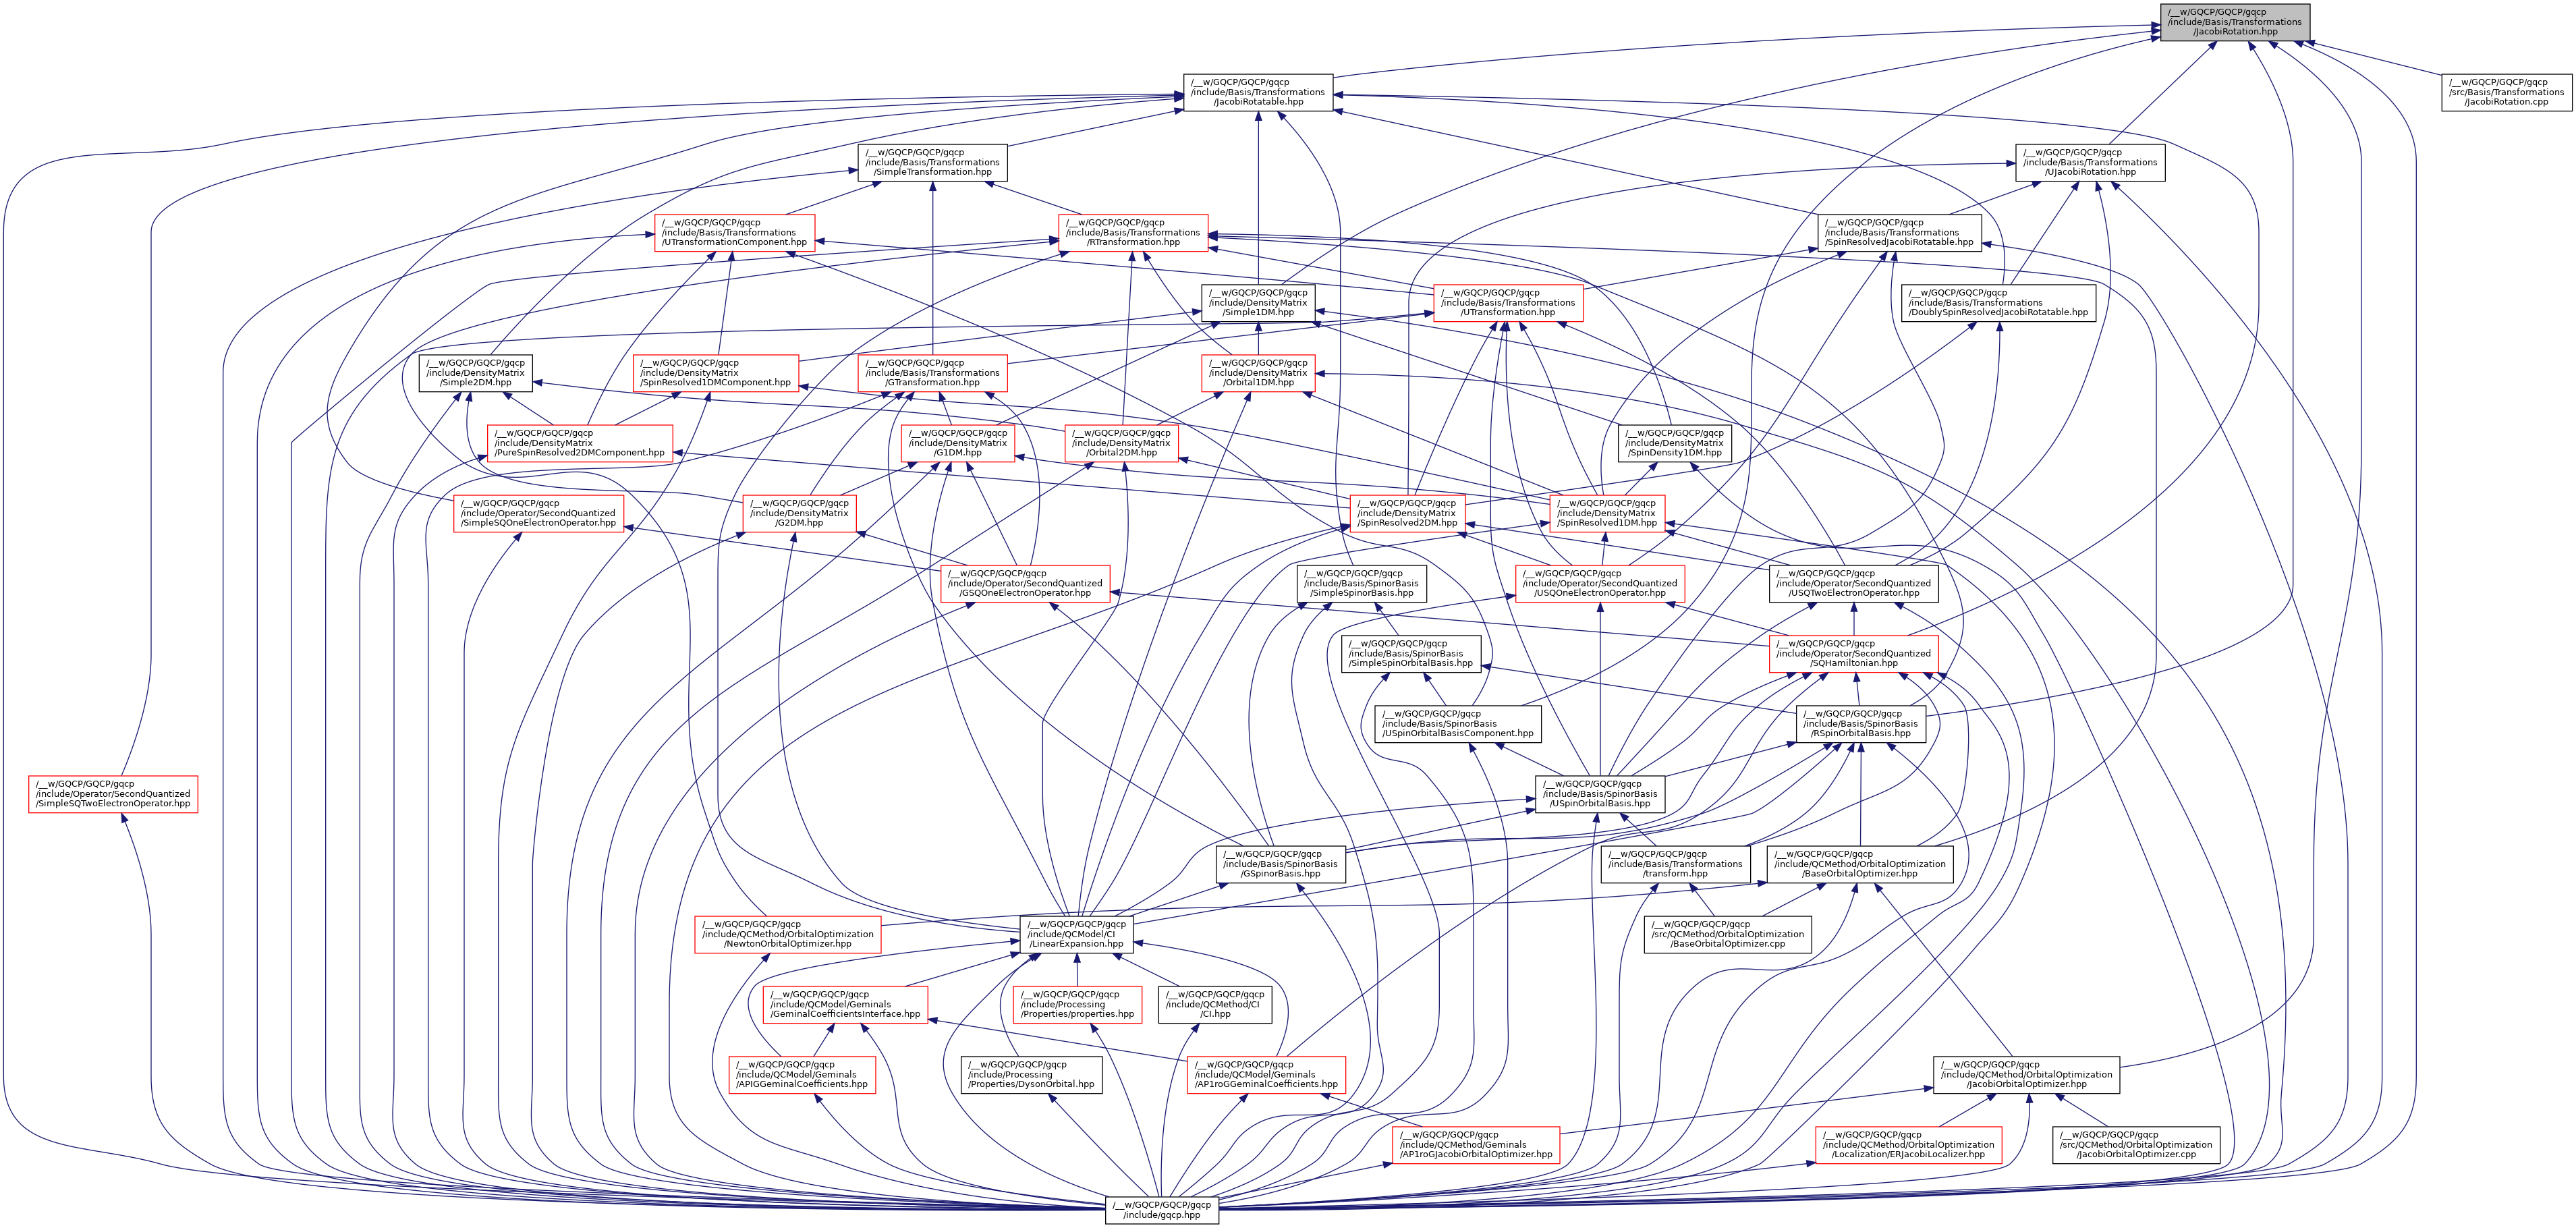 /__w/GQCP/GQCP/gqcp
/include/Basis/Transformations
/JacobiRotation.hpp
/__w/GQCP/GQCP/gqcp
/include/Basis/Transformations
/JacobiRotatable.hpp
/__w/GQCP/GQCP/gqcp
/src/Basis/Transformations
/JacobiRotation.cpp
/__w/GQCP/GQCP/gqcp
/include/Basis/Transformations
/SimpleTransformation.hpp
/__w/GQCP/GQCP/gqcp
/include/Basis/Transformations
/UJacobiRotation.hpp
/__w/GQCP/GQCP/gqcp
/include/Basis/Transformations
/UTransformationComponent.hpp
/__w/GQCP/GQCP/gqcp
/include/Basis/Transformations
/RTransformation.hpp
/__w/GQCP/GQCP/gqcp
/include/Basis/Transformations
/SpinResolvedJacobiRotatable.hpp
/__w/GQCP/GQCP/gqcp
/include/DensityMatrix
/Simple1DM.hpp
/__w/GQCP/GQCP/gqcp
/include/Basis/Transformations
/UTransformation.hpp
/__w/GQCP/GQCP/gqcp
/include/Basis/Transformations
/DoublySpinResolvedJacobiRotatable.hpp
/__w/GQCP/GQCP/gqcp
/include/DensityMatrix
/Simple2DM.hpp
/__w/GQCP/GQCP/gqcp
/include/DensityMatrix
/SpinResolved1DMComponent.hpp
/__w/GQCP/GQCP/gqcp
/include/Basis/Transformations
/GTransformation.hpp
/__w/GQCP/GQCP/gqcp
/include/DensityMatrix
/Orbital1DM.hpp
/__w/GQCP/GQCP/gqcp
/include/DensityMatrix
/PureSpinResolved2DMComponent.hpp
/__w/GQCP/GQCP/gqcp
/include/DensityMatrix
/G1DM.hpp
/__w/GQCP/GQCP/gqcp
/include/DensityMatrix
/Orbital2DM.hpp
/__w/GQCP/GQCP/gqcp
/include/DensityMatrix
/SpinDensity1DM.hpp
/__w/GQCP/GQCP/gqcp
/include/Operator/SecondQuantized
/SimpleSQOneElectronOperator.hpp
/__w/GQCP/GQCP/gqcp
/include/DensityMatrix
/G2DM.hpp
/__w/GQCP/GQCP/gqcp
/include/DensityMatrix
/SpinResolved2DM.hpp
/__w/GQCP/GQCP/gqcp
/include/DensityMatrix
/SpinResolved1DM.hpp
/__w/GQCP/GQCP/gqcp
/include/Operator/SecondQuantized
/GSQOneElectronOperator.hpp
/__w/GQCP/GQCP/gqcp
/include/Basis/SpinorBasis
/SimpleSpinorBasis.hpp
/__w/GQCP/GQCP/gqcp
/include/Operator/SecondQuantized
/USQOneElectronOperator.hpp
/__w/GQCP/GQCP/gqcp
/include/Operator/SecondQuantized
/USQTwoElectronOperator.hpp
/__w/GQCP/GQCP/gqcp
/include/Basis/SpinorBasis
/SimpleSpinOrbitalBasis.hpp
/__w/GQCP/GQCP/gqcp
/include/Operator/SecondQuantized
/SQHamiltonian.hpp
/__w/GQCP/GQCP/gqcp
/include/Basis/SpinorBasis
/USpinOrbitalBasisComponent.hpp
/__w/GQCP/GQCP/gqcp
/include/Basis/SpinorBasis
/RSpinOrbitalBasis.hpp
/__w/GQCP/GQCP/gqcp
/include/Operator/SecondQuantized
/SimpleSQTwoElectronOperator.hpp
/__w/GQCP/GQCP/gqcp
/include/Basis/SpinorBasis
/USpinOrbitalBasis.hpp
/__w/GQCP/GQCP/gqcp
/include/Basis/SpinorBasis
/GSpinorBasis.hpp
/__w/GQCP/GQCP/gqcp
/include/Basis/Transformations
/transform.hpp
/__w/GQCP/GQCP/gqcp
/include/QCMethod/OrbitalOptimization
/BaseOrbitalOptimizer.hpp
/__w/GQCP/GQCP/gqcp
/include/QCMethod/OrbitalOptimization
/NewtonOrbitalOptimizer.hpp
/__w/GQCP/GQCP/gqcp
/include/QCModel/CI
/LinearExpansion.hpp
/__w/GQCP/GQCP/gqcp
/src/QCMethod/OrbitalOptimization
/BaseOrbitalOptimizer.cpp
/__w/GQCP/GQCP/gqcp
/include/QCModel/Geminals
/GeminalCoefficientsInterface.hpp
/__w/GQCP/GQCP/gqcp
/include/Processing
/Properties/properties.hpp
/__w/GQCP/GQCP/gqcp
/include/QCMethod/CI
/CI.hpp
/__w/GQCP/GQCP/gqcp
/include/QCModel/Geminals
/APIGGeminalCoefficients.hpp
/__w/GQCP/GQCP/gqcp
/include/Processing
/Properties/DysonOrbital.hpp
/__w/GQCP/GQCP/gqcp
/include/QCModel/Geminals
/AP1roGGeminalCoefficients.hpp
/__w/GQCP/GQCP/gqcp
/include/QCMethod/OrbitalOptimization
/JacobiOrbitalOptimizer.hpp
/__w/GQCP/GQCP/gqcp
/include/QCMethod/Geminals
/AP1roGJacobiOrbitalOptimizer.hpp
/__w/GQCP/GQCP/gqcp
/include/QCMethod/OrbitalOptimization
/Localization/ERJacobiLocalizer.hpp
/__w/GQCP/GQCP/gqcp
/src/QCMethod/OrbitalOptimization
/JacobiOrbitalOptimizer.cpp
/__w/GQCP/GQCP/gqcp
/include/gqcp.hpp